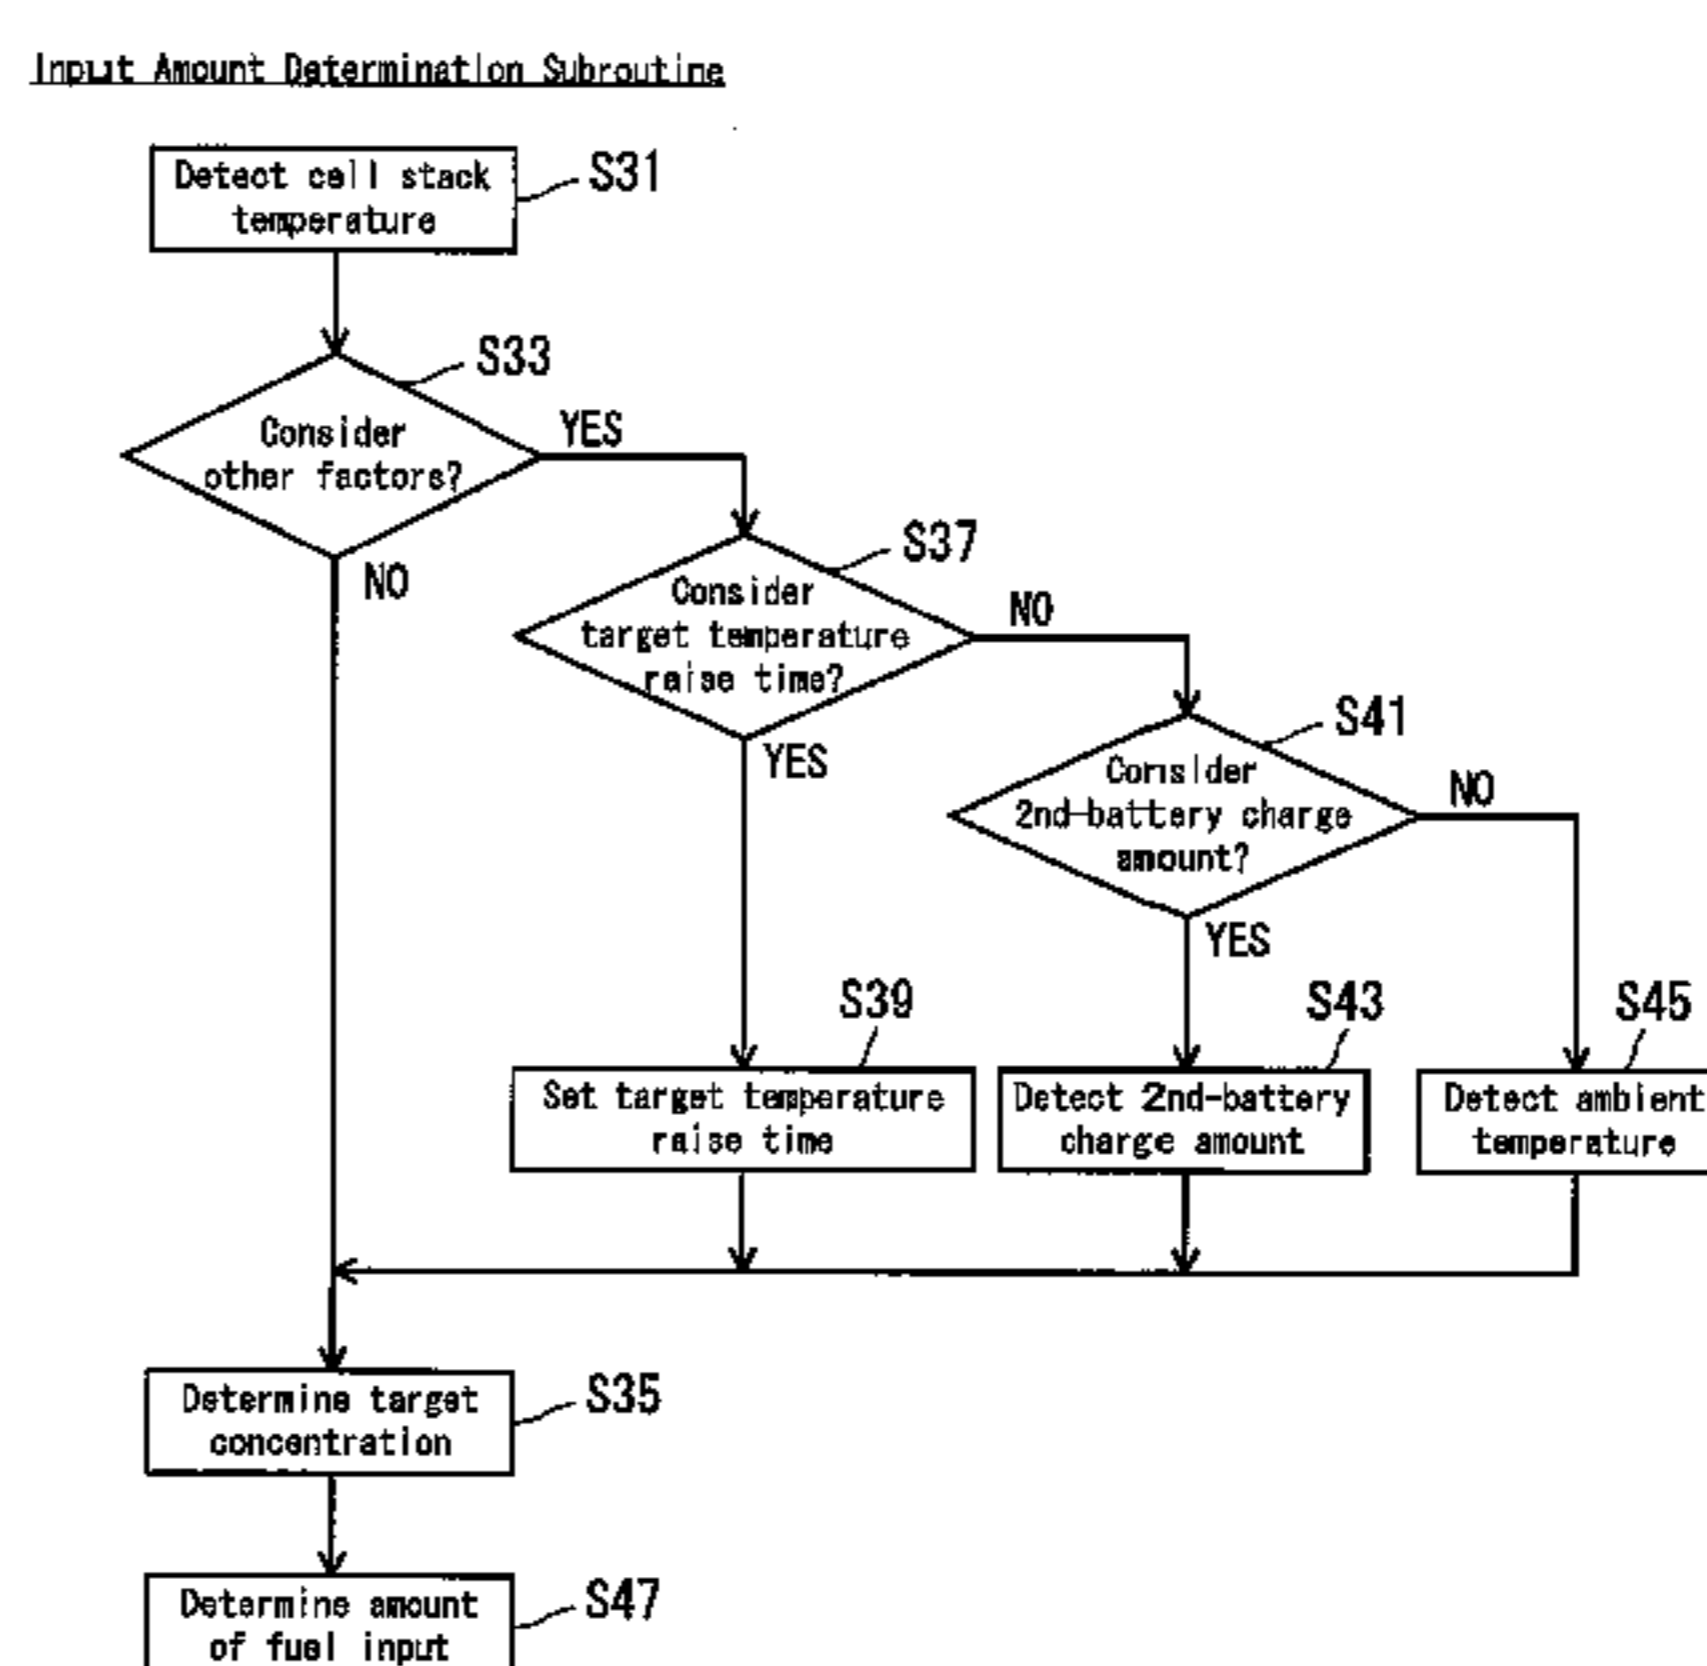 Input Amount Determination Subroutine
Detect cell stack
temperature
S31
S33
Consider
other factors?
YES
NO
S37
Consider
target temperature
raise time?
NO
YES
S41
Consider
2nd-battery charge
amount?
NO
YES
S39
S43
S45
Set target temperature
raise time
Detect 2nd-battery
charge amount
Detect ambient
temperature
Determine target
concentration
S35
Determine amount
of fuel input
S47